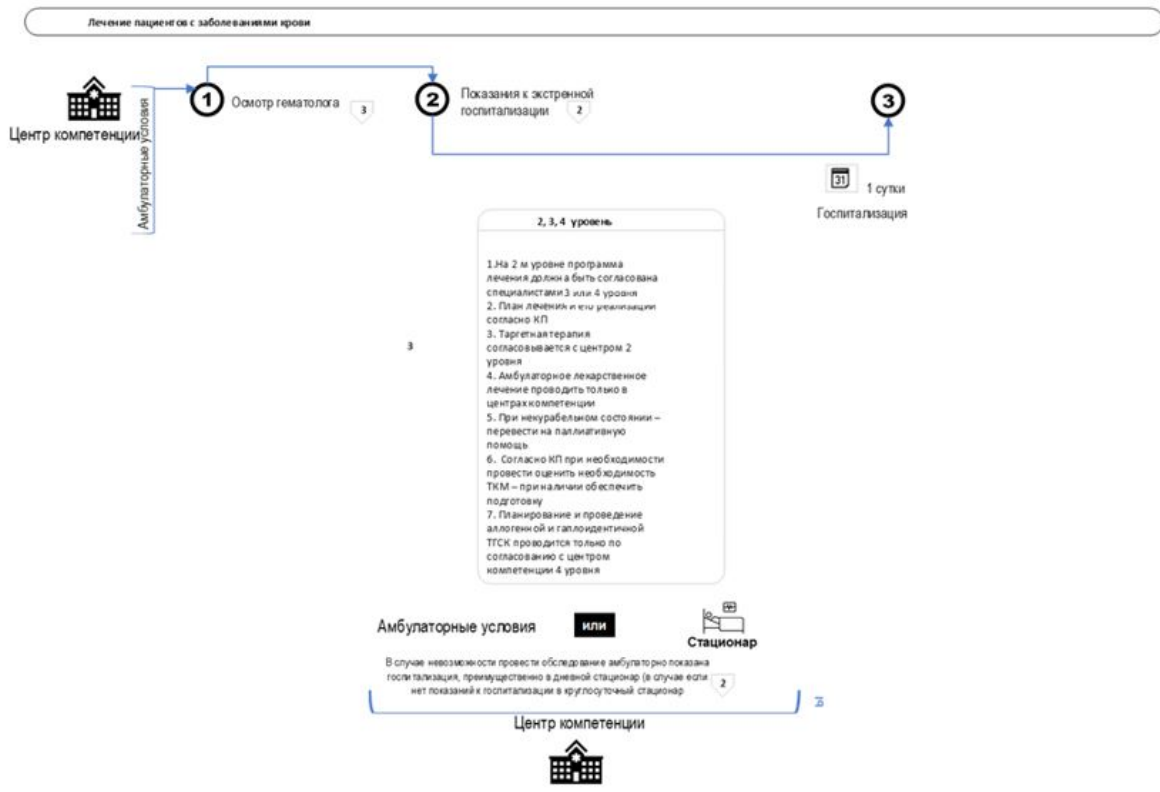 Лечение пациентов с заболеваниями крови
Центр компетенции
Амбулаторные условия
1
Осмотр гематолога
3
2
Показания к экстренной
госпитализации
2
3
31
1 сутки
Госпитализация
2, 3, 4 уровень
1.На 2 м уровне программа
лечения должна быть согласована
специалистами 3 или 4 уровня
2. План лечения и его реализации
согласно КП
3. Таргетная терапия
согласовывается с центром 2
уровня
4. Амбулаторное лекарственное
лечение проводить только в
центрах компетенции
5. При некурабельном состоянии –
перевести на паллиативную
помощь
6. Согласно КП при необходимости
провести оценить необходимость
ТКМ – при наличии обеспечить
подготовку
7. Планирование и проведение
аллогенной и гаплоидентичной
ТГСК проводится только по
согласованию с центром
компетенции 4 уровня
3
Амбулаторные условия
или
Стационар
В случае невозможности провести обследование амбулаторно показана
госпитализация, преимущественно в дневной стационар (в случае если
нет показаний к госпитализации в круглосуточный стационар
2
Центр компетенции